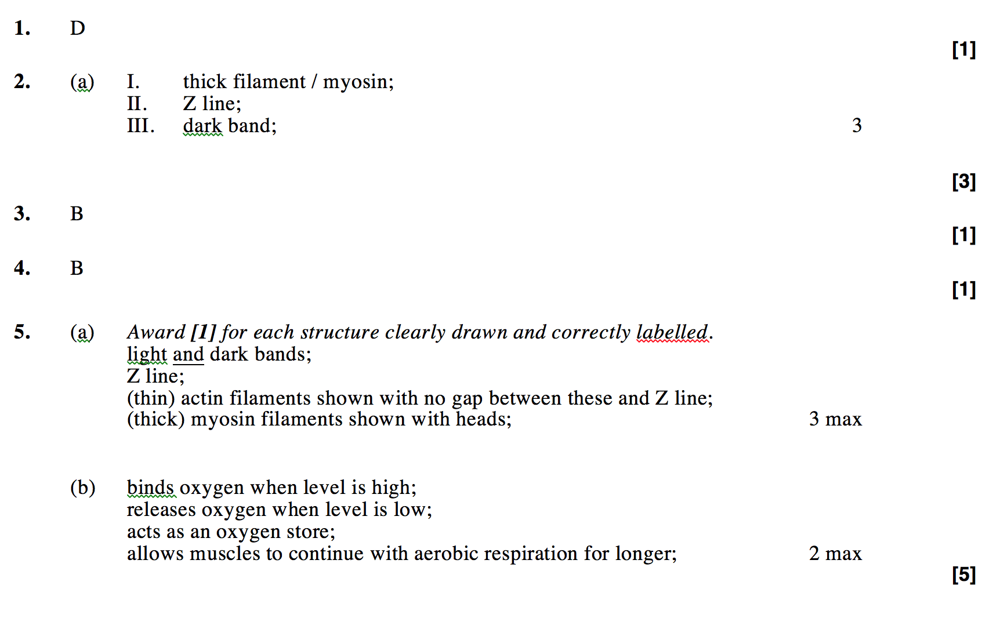 1. D
[1]
2. (a) I. thick filament / myosin;
II. Z line;
III. dark band; 3
[3]
3. B
[1]
4. B
[1]
5. (a) Award [1] for each structure clearly drawn and correctly labelled.
light and dark bands;
Z line;
(thin) actin filaments shown with no gap between these and Z line;
(thick) myosin filaments shown with heads; 3 max
(b) binds oxygen when level is high;
releases oxygen when level is low;
acts as an oxygen store;
allows muscles to continue with aerobic respiration for longer; 2 max
[5]